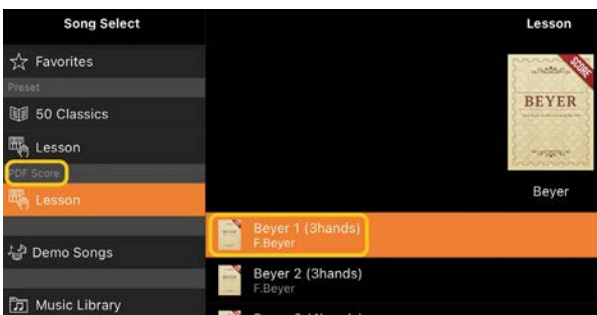 Song Select
Lesson
Favorites
Preset
50 Classics
Lesson
PDF Score
Lesson
Demo Songs
Music Library
SCORE
BEYER
Beyer
Beyer 1 (3hands)
F.Beyer
Beyer 2 (3hands)
F.Beyer